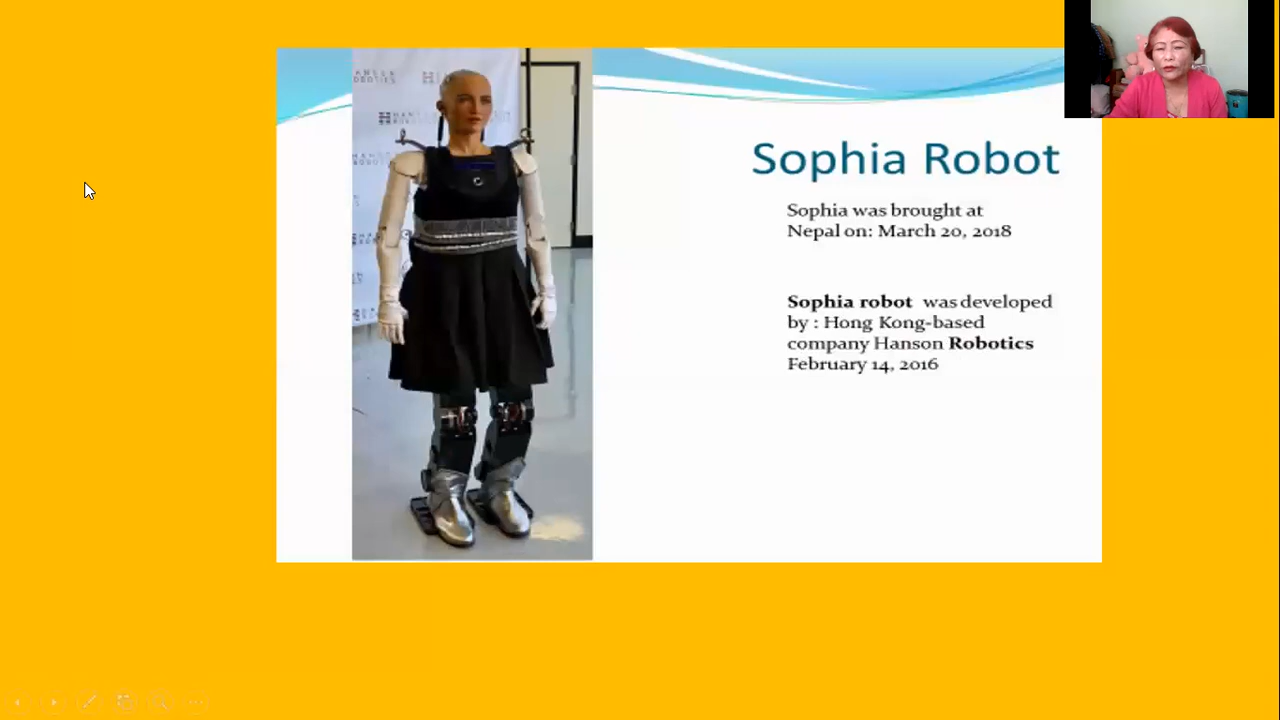 Sophia Robot
Sophia was brought at
Nepal on: March 20, 2018
Sophia robot was developed
by : Hong Kong-based
company Hanson Robotics
February 14, 2016